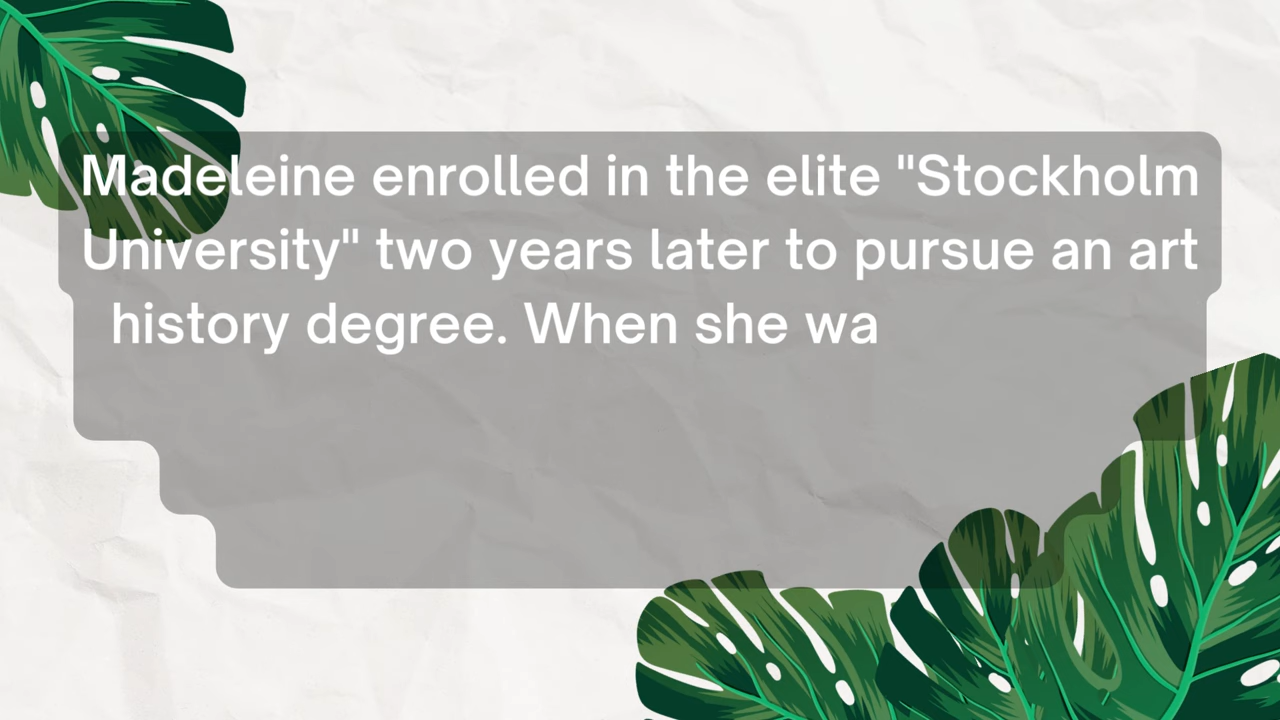 Madeleine enrolled in the elite "Stockholm
University" two years later to pursue an art
history degree. When she wa